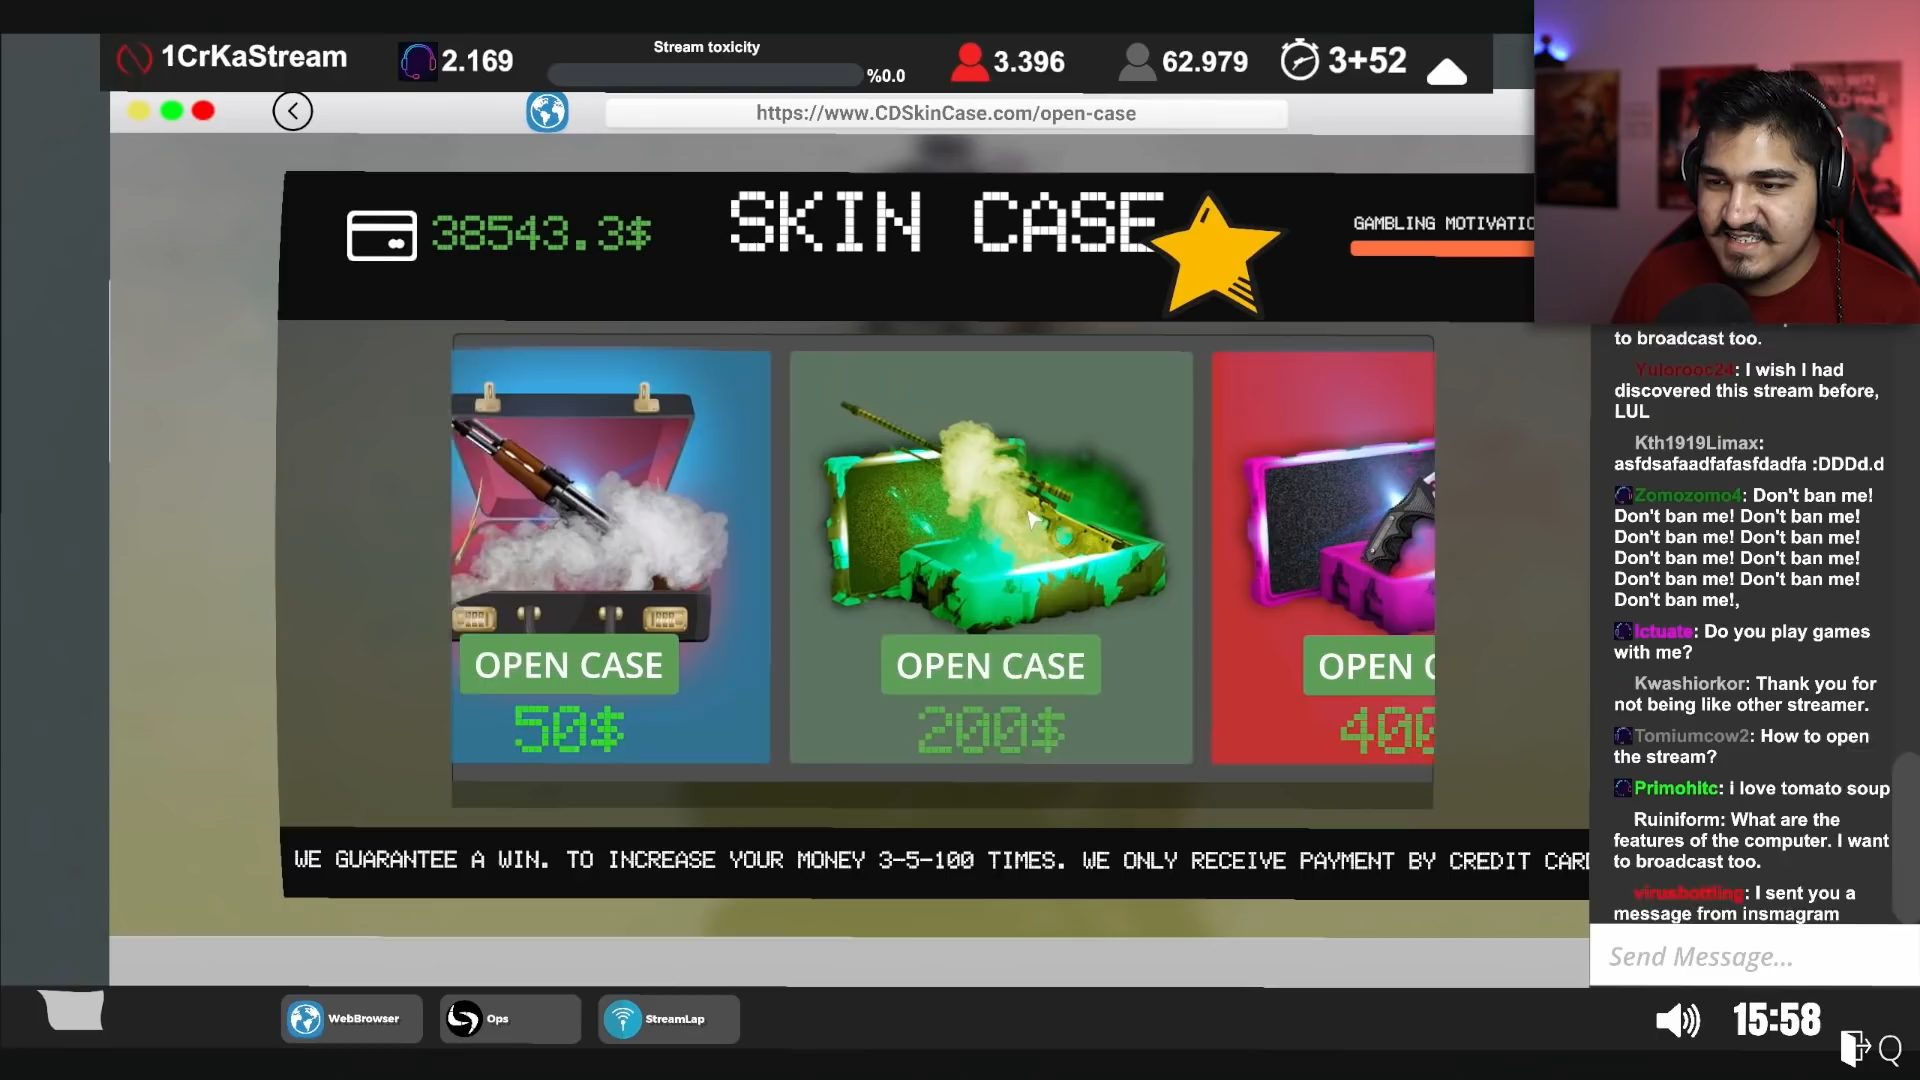 1CrKaStream
2.169
Stream toxicity
%0.0
3.396
62.979
3+52
https://www.CDSkinCase.com/open-case
38543.3$
SKIN CASE
GAMBLING MOTIVATIO
OPEN CASE
50$
OPEN CASE
200$
OPEN C
400
WE GUARANTEE A WIN. TO INCREASE YOUR MONEY 3-5-100 TIMES. WE ONLY RECEIVE PAYMENT BY CREDIT CARD
to broadcast too.
Yulorooc24: I wish I had
discovered this stream before,
LUL
Kth1919Limax:
asfdsafaadfafasfdadfa :DDDd.d
Zomozomo4: Don't ban me!
Don't ban me! Don't ban me!
Don't ban me! Don't ban me!
Don't ban me! Don't ban me!
Don't ban me! Don't ban me!
Don't ban me!,
Ictuate: Do you play games
with me?
Kwashiorkor: Thank you for
not being like other streamer.
Tomiumcow2: How to open
the stream?
Primohitc: i love tomato soup
Ruiniform: What are the
features of the computer. I want
to broadcast too.
virusbottling: I sent you a
message from insmagram
Send Message...
WebBrowser
Ops
StreamLap
15:58
Q